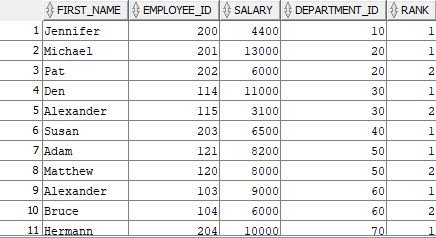 FIRST_NAME EMPLOYEE_ID SALARY DEPARTMENT_ID RANK
1 Jennifer 200 4400 10 1
2 Michael 201 13000 20 1
3 Pat 202 6000 20 2
4 Den 114 11000 30 1
5 Alexander 115 3100 30 2
6 Susan 203 6500 40 1
7 Adam 121 8200 50 1
8 Matthew 120 8000 50 2
9 Alexander 103 9000 60 1
10 Bruce 104 6000 60 2
11 Hermann 204 10000 70 1